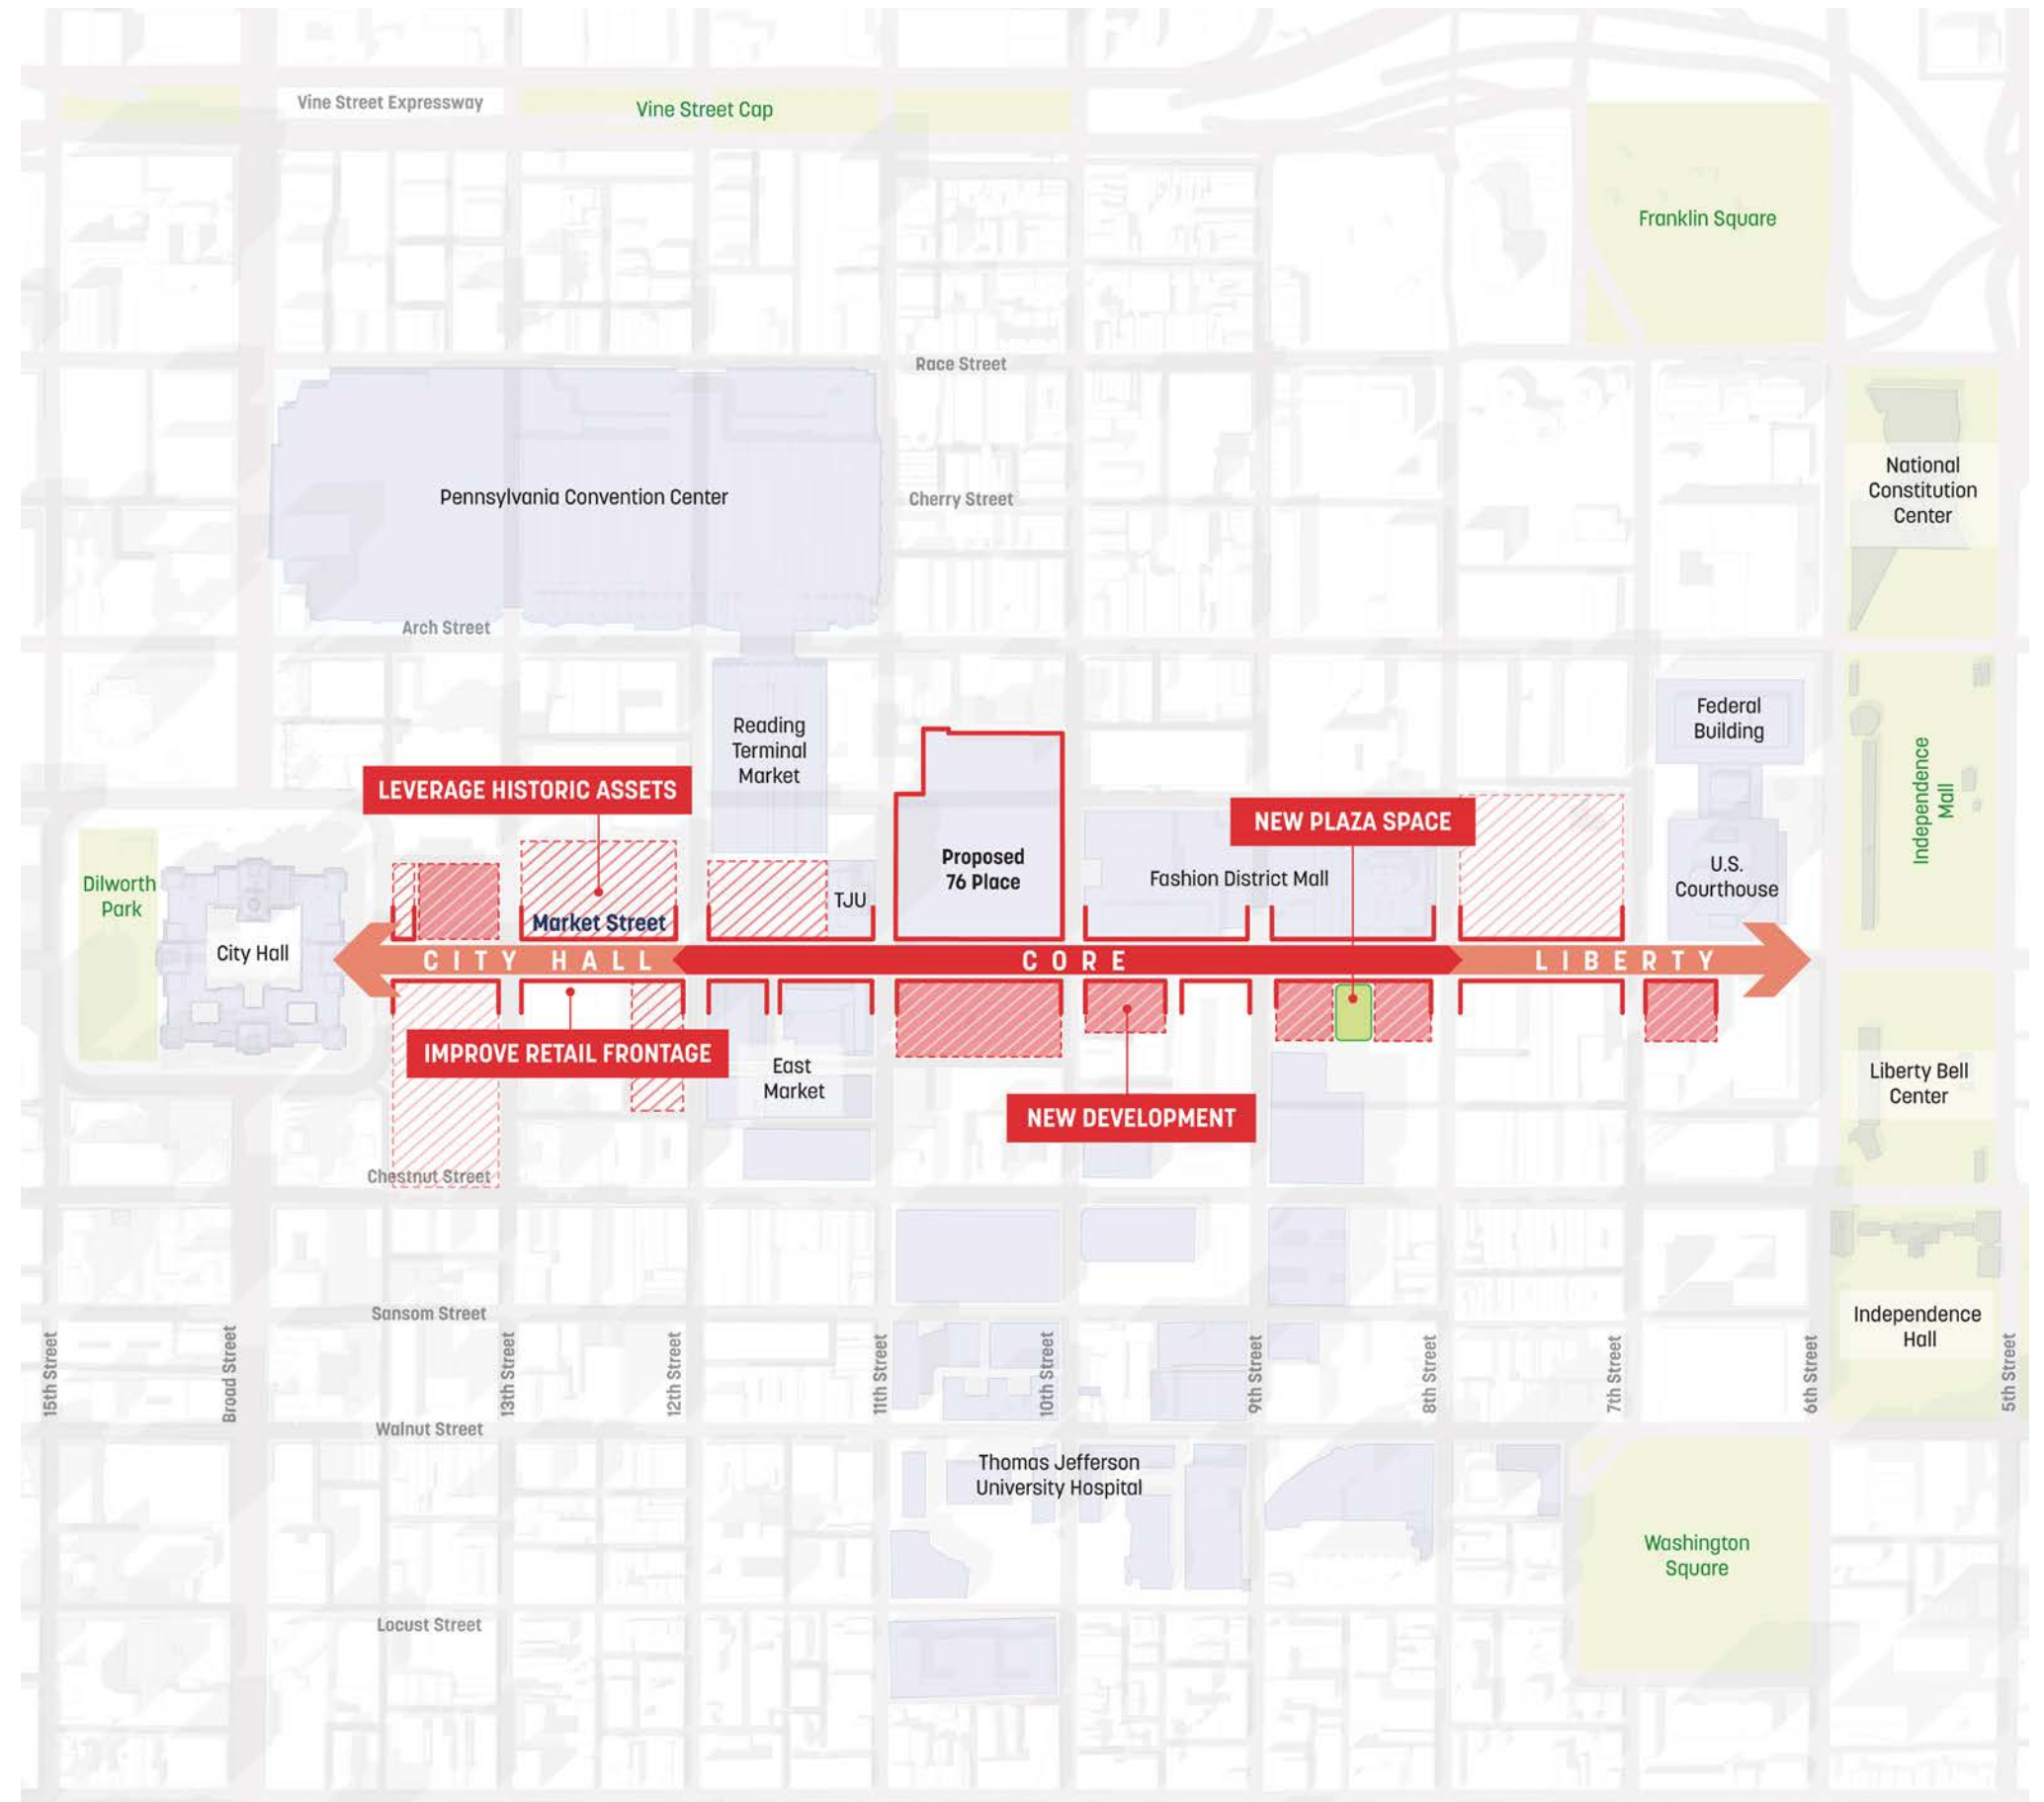 Vine Street Expressway
Vine Street Cap
Franklin Square
Race Street
Pennsylvania Convention Center
Cherry Street
National
Constitution
Center
Arch Street
Reading
Terminal
Market
Federal
Building
Independence
Mall
LEVERAGE HISTORIC ASSETS
NEW PLAZA SPACE
Proposed
76 Place
Fashion District Mall
U.S.
Courthouse
Dilworth
Park
TJU
Market Street
City Hall
CITY HALL
CORE
LIBERTY
IMPROVE RETAIL FRONTAGE
East
Market
Liberty Bell
Center
NEW DEVELOPMENT
Chestnut Street
Sansom Street
Independence
Hall
15th Street
Broad Street
13th Street
12th Street
11th Street
10th Street
9th Street
8th Street
7th Street
6th Street
5th Street
Walnut Street
Thomas Jefferson
University Hospital
Washington
Square
Locust Street